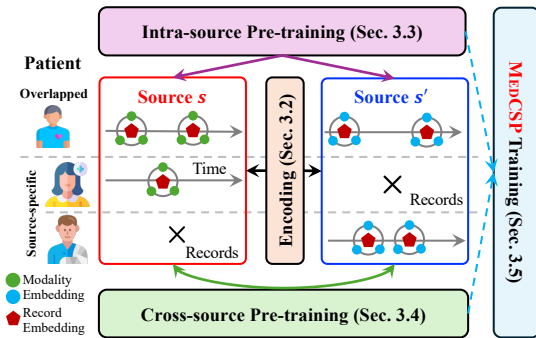 Intra-source Pre-training (Sec. 3.3)
Patient
Overlapped
Source-specific
Source s
Source s′
Time
Records
Records
Encoding (Sec. 3.2)
MEDCSP Training (Sec. 3.5)
Modality
Embedding
Record
Embedding
Cross-source Pre-training (Sec. 3.4)